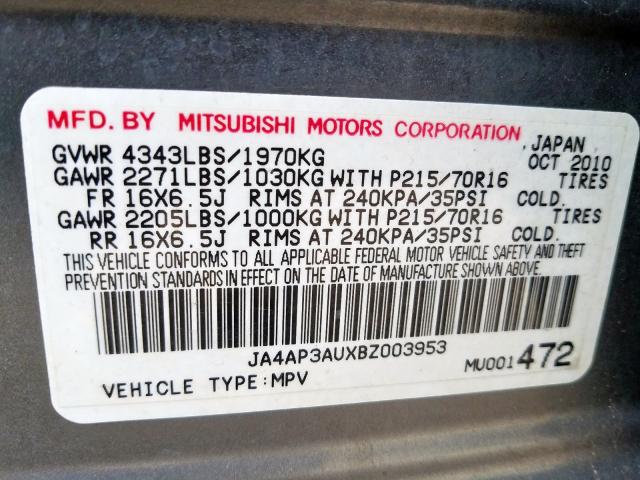 MFD. BY MITSUBISHI MOTORS CORPORATION
JAPAN
GVWR 4343LBS/1970KG OCT 2010
GAWR 2271LBS/1030KG WITH P215/70R16 TIRES
FR 16X6.5J RIMS AT 240KPA/35PSI COLD.
GAWR 2205LBS/1000KG WITH P215/70R16 TIRES
RR 16X6.5J RIMS AT 240KPA/35PSI COLD.
THIS VEHICLE CONFORMS TO ALL APPLICABLE FEDERAL MOTOR VEHICLE SAFETY AND THEFT
PREVENTION STANDARDS IN EFFECT ON THE DATE OF MANUFACTURE SHOWN ABOVE.
JA4AP3AUXBZ003953
MU001472
VEHICLE TYPE:MPV